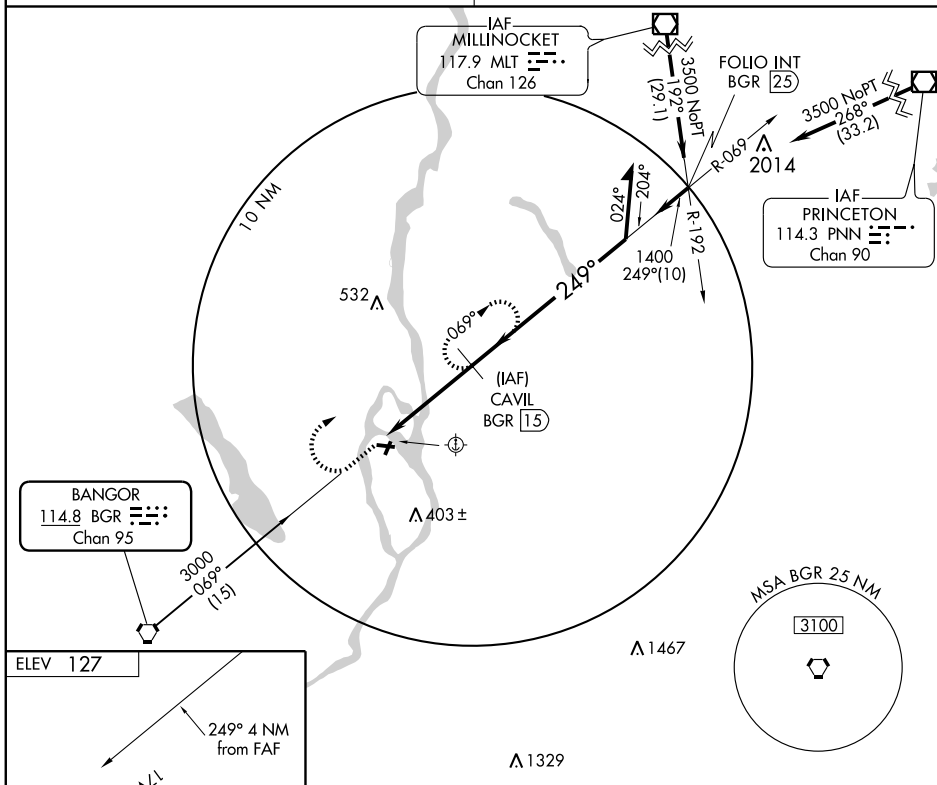 IAF
MILLINOCKET
117.9 MLT
Chan 126
3500 NoPT
192°
(29.1)
FOLIO INT
BGR 25
3500 NoPT
268°
(33.2)
R-069
2014
IAF
PRINCETON
114.3 PNN
Chan 90
10 NM
024°
204°
R-192
1400
249°(10)
249°
532
069°
(IAF)
CAVIL
BGR 15
BANGOR
114.8 BGR
Chan 95
403 ±
3000
069°
(15)
MSA BGR 25 NM
3100
1467
ELEV 127
249° 4 NM
from FAF
1329